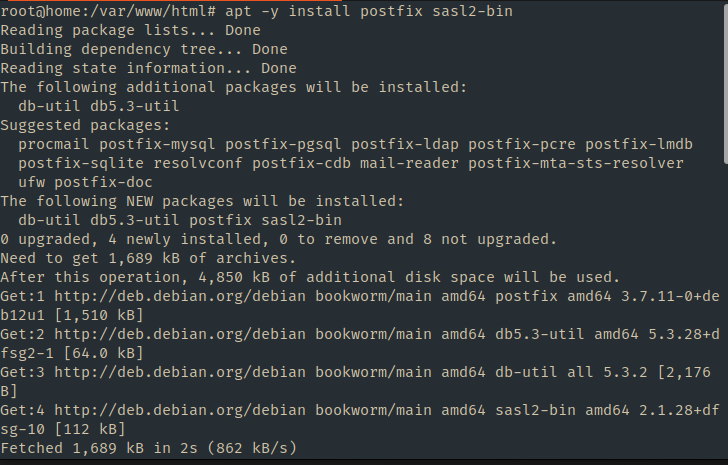 root@home:/var/www/html# apt -y install postfix sasl2-bin
Reading package lists... Done
Building dependency tree... Done
Reading state information... Done
The following additional packages will be installed:
  db-util db5.3-util
Suggested packages:
  procmail postfix-mysql postfix-pgsql postfix-ldap postfix-pcre postfix-lmdb
  postfix-sqlite resolvconf postfix-cdb mail-reader postfix-mta-sts-resolver
  ufw postfix-doc
The following NEW packages will be installed:
  db-util db5.3-util postfix sasl2-bin
0 upgraded, 4 newly installed, 0 to remove and 8 not upgraded.
Need to get 1,689 kB of archives.
After this operation, 4,850 kB of additional disk space will be used.
Get:1 http://deb.debian.org/debian bookworm/main amd64 postfix amd64 3.7.11-0+de
b12u1 [1,510 kB]
Get:2 http://deb.debian.org/debian bookworm/main amd64 db5.3-util amd64 5.3.28+d
fsg2-1 [64.0 kB]
Get:3 http://deb.debian.org/debian bookworm/main amd64 db-util all 5.3.2 [2,176 
B]
Get:4 http://deb.debian.org/debian bookworm/main amd64 sasl2-bin amd64 2.1.28+df
sg-10 [112 kB]
Fetched 1,689 kB in 2s (862 kB/s)